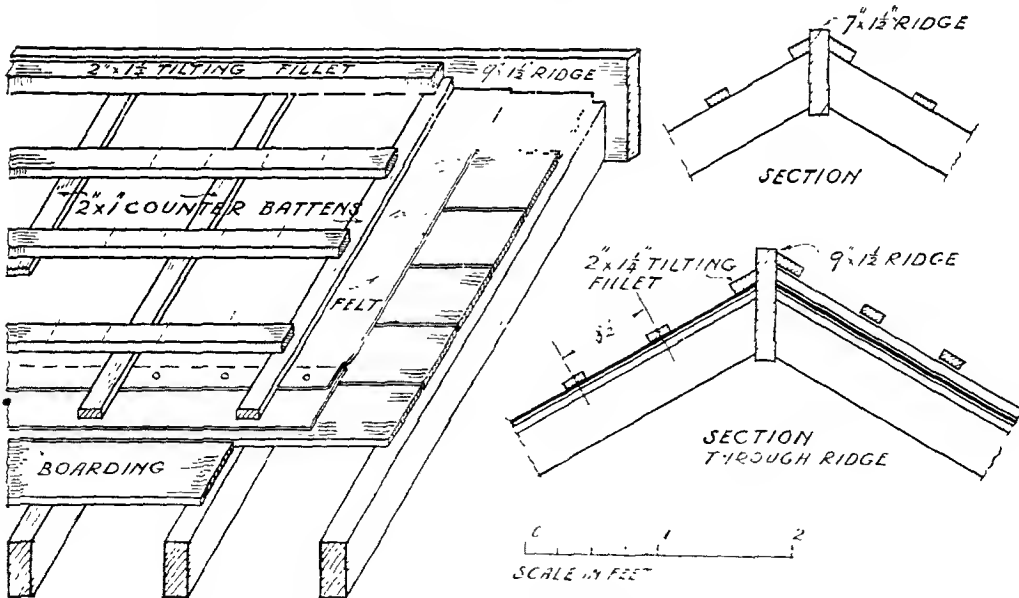 2"x 1½ TILTING FILLET
9"x 1½ RIDGE
2"x 1" COUNTER BATTENS
FELT
BOARDING
7"x 1½" RIDGE
SECTION
2"x 1¼" TILTING
FILLET
9"x 1½ RIDGE
SECTION
THROUGH RIDGE
0 1 2
SCALE IN FEET